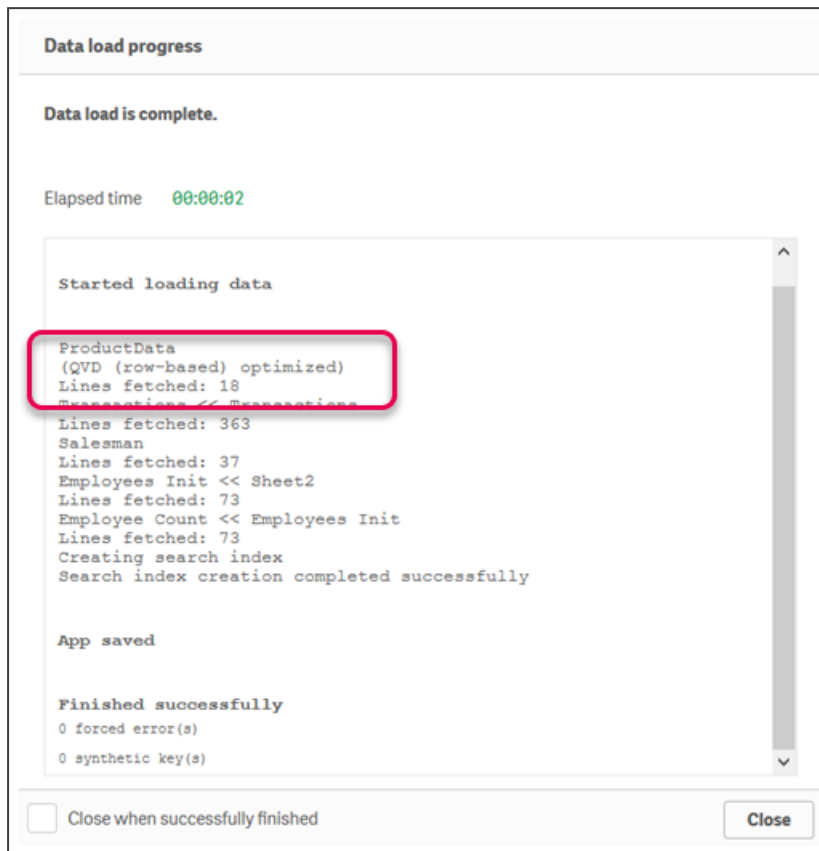 Data load progress
Data load is complete.
Elapsed time 00:00:02
Started loading data
ProductData
(QVD (row-based) optimized)
Lines fetched: 18
Transactions << Transactions
Lines fetched: 363
Salesman
Lines fetched: 37
Employees Init << Sheet2
Lines fetched: 73
Employee Count << Employees Init
Lines fetched: 73
Creating search index
Search index creation completed successfully
App saved
Finished successfully
0 forced error(s)
0 synthetic key(s)
Close when successfully finished
Close